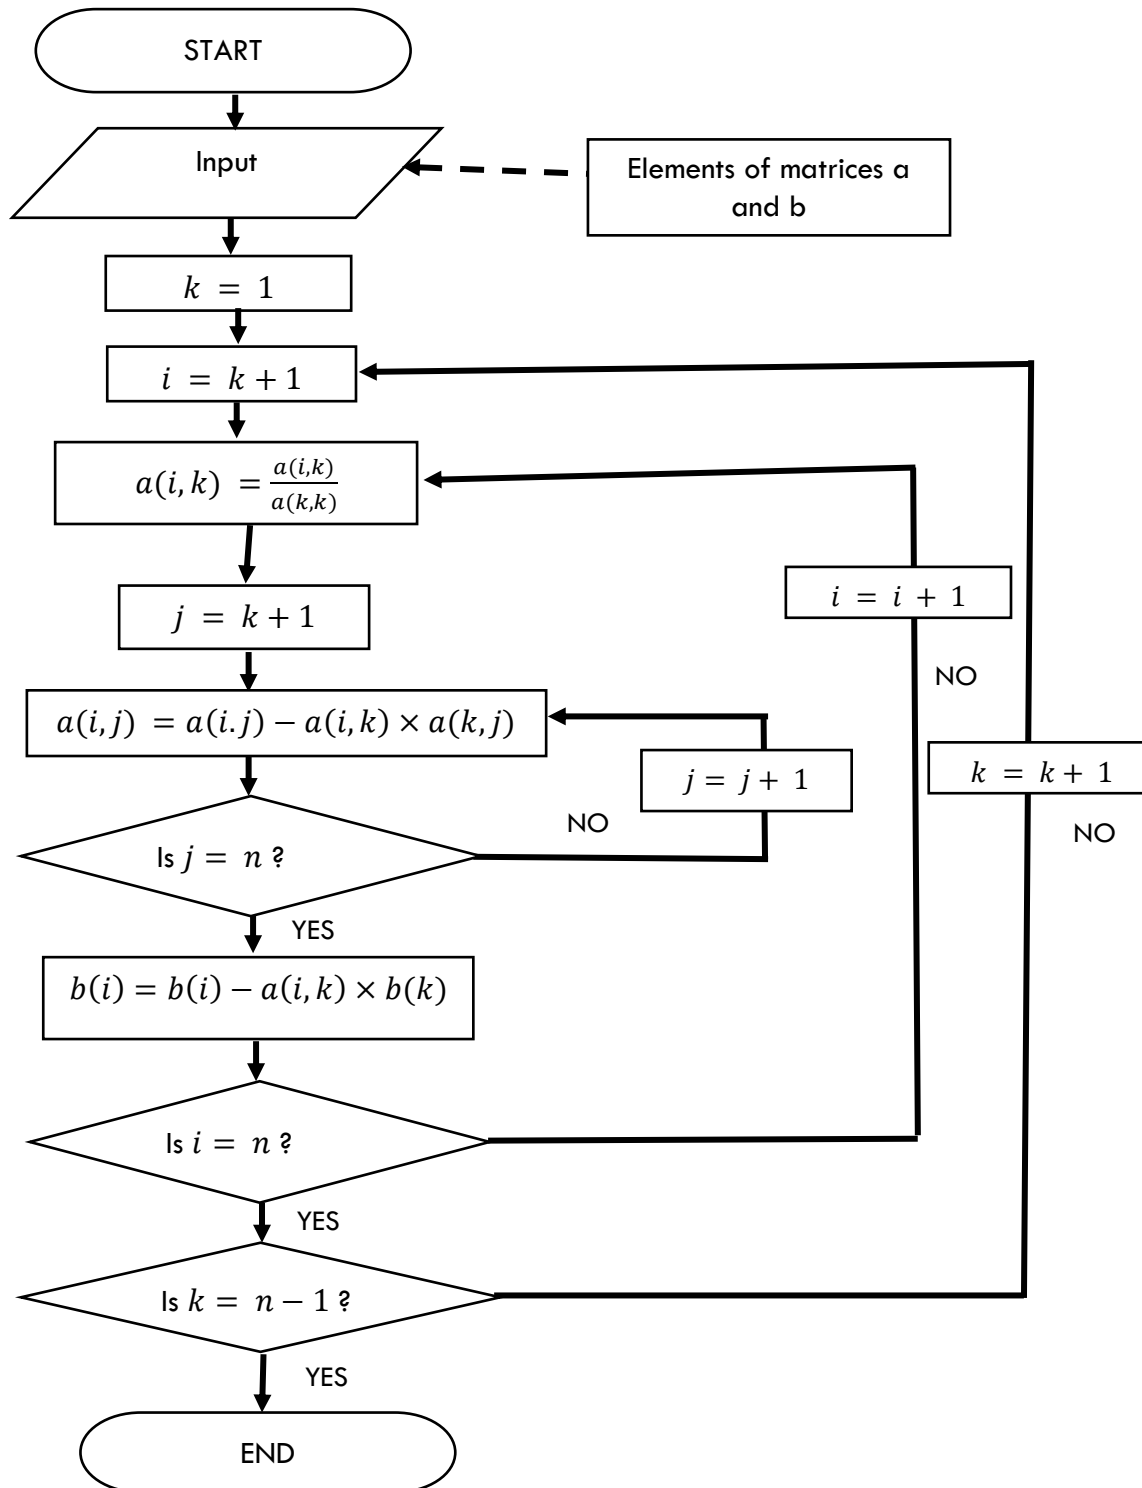 START
Input
Elements of matrices a
and b
k = 1
i = k + 1
a(i, k) = a(i,k)/a(k,k)
j = k + 1
i = i + 1
NO
a(i, j) = a(i.j) − a(i, k) × a(k, j)
j = j + 1
k = k + 1
NO
NO
Is j = n ?
YES
b(i) = b(i) − a(i, k) × b(k)
Is i = n ?
YES
Is k = n − 1 ?
YES
END